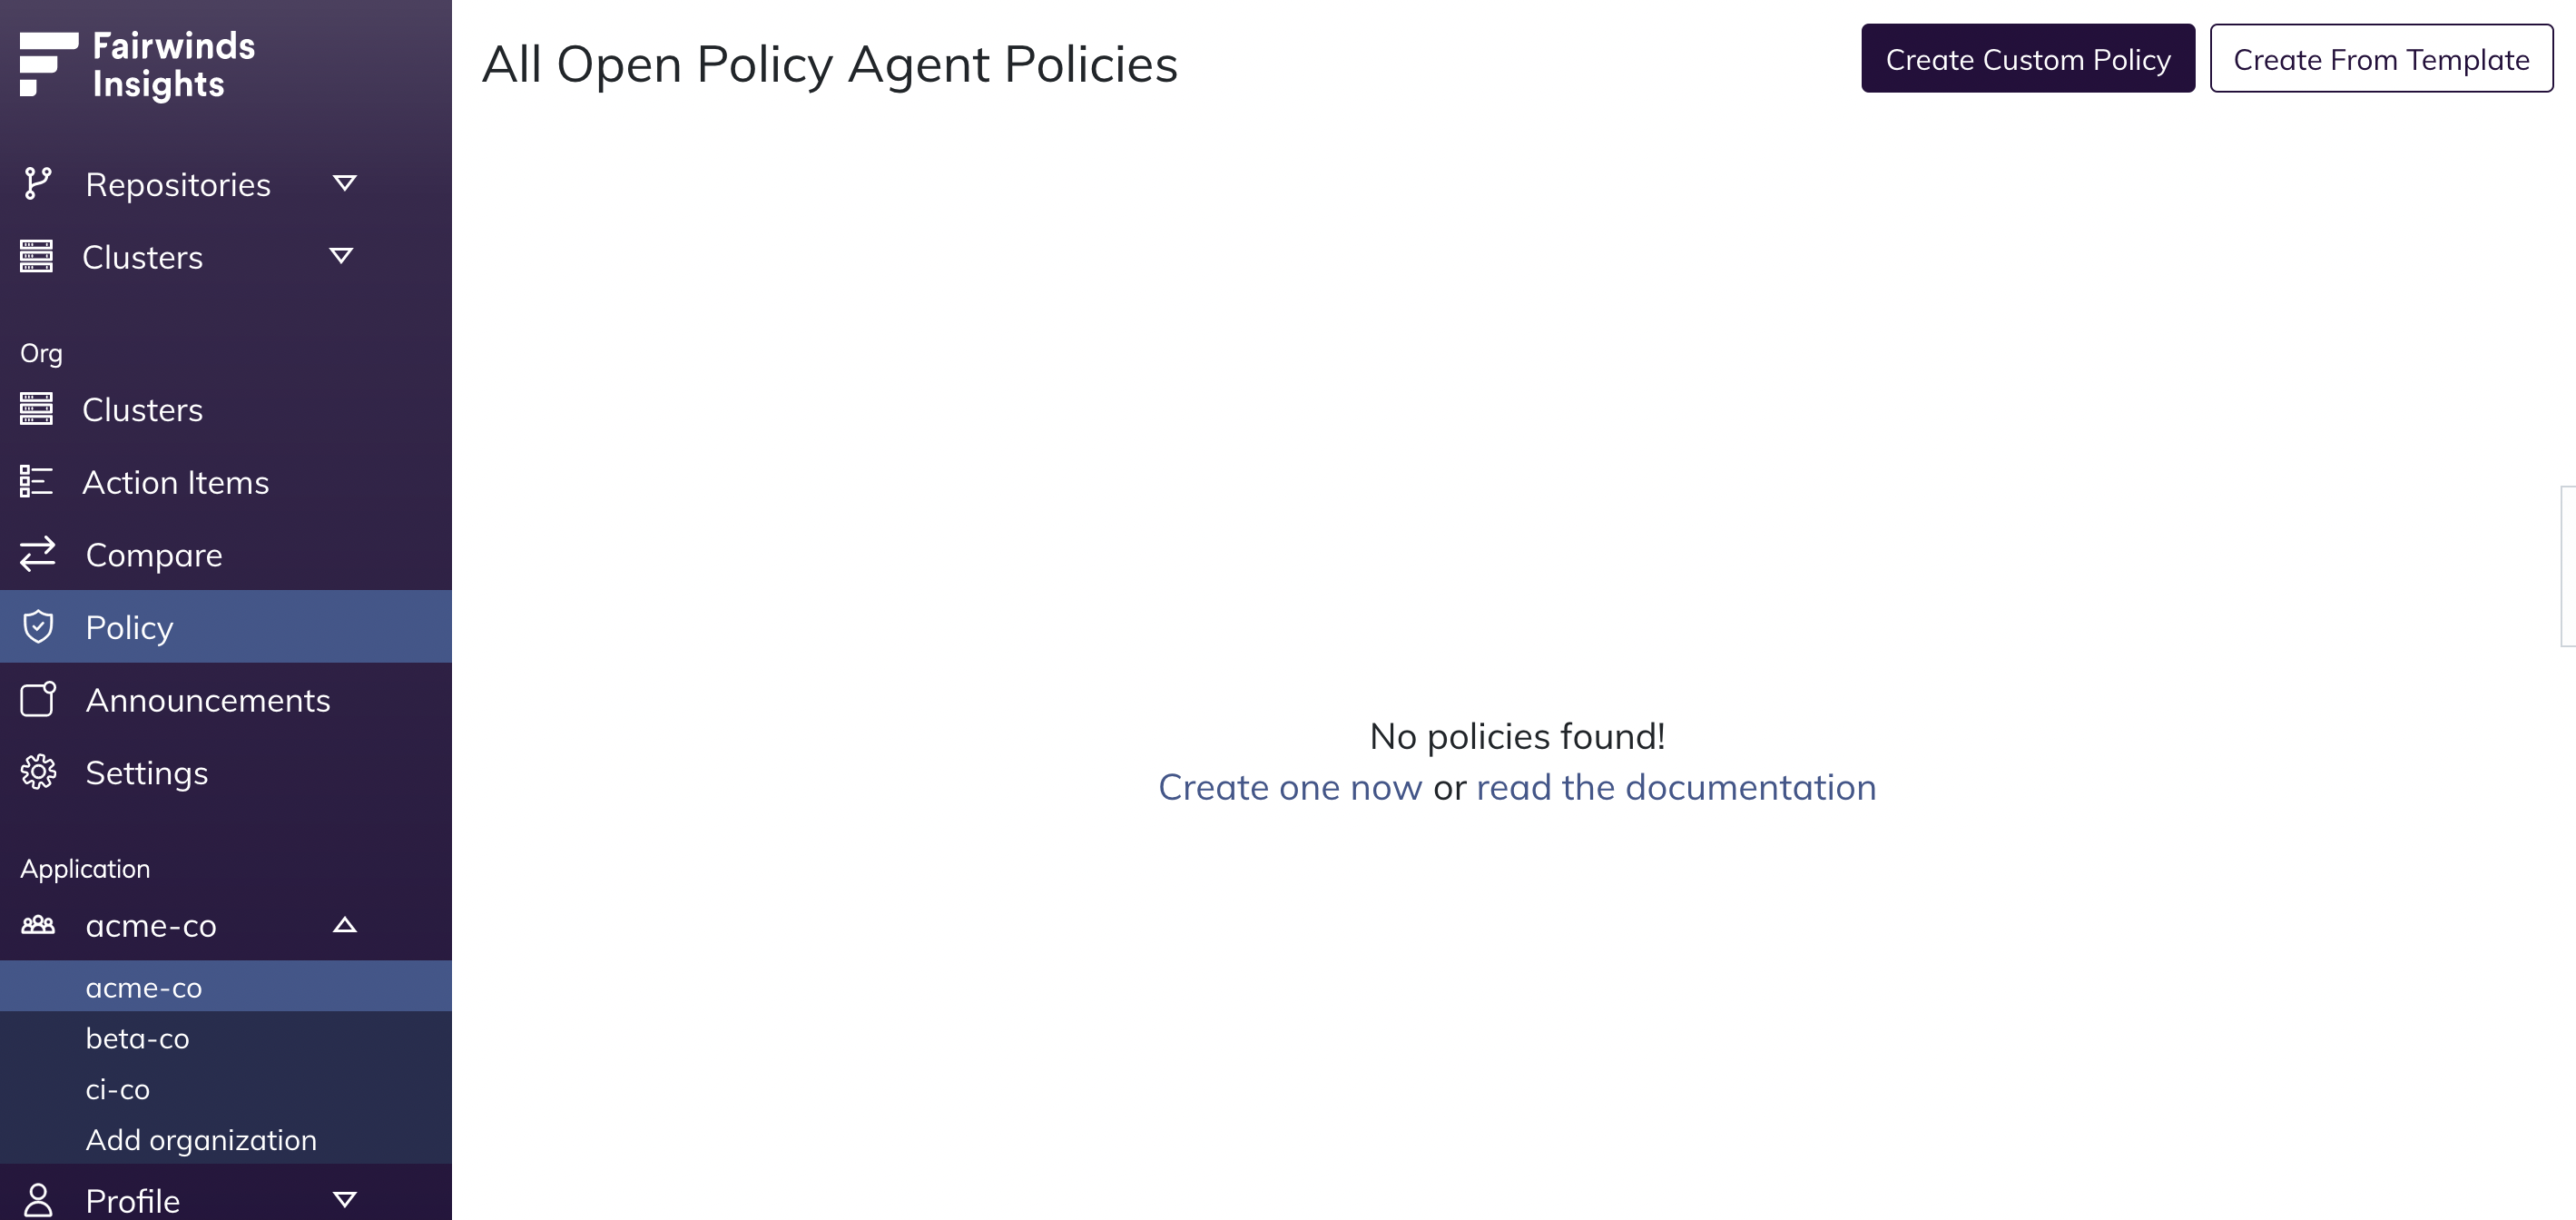 Fairwinds
Insights
Repositories
Clusters
Org
Clusters
Action Items
Compare
Policy
Announcements
Settings
Application
acme-co
acme-co
beta-co
ci-co
Add organization
Profile
All Open Policy Agent Policies
Create Custom Policy
Create From Template
No policies found!
Create one now or read the documentation